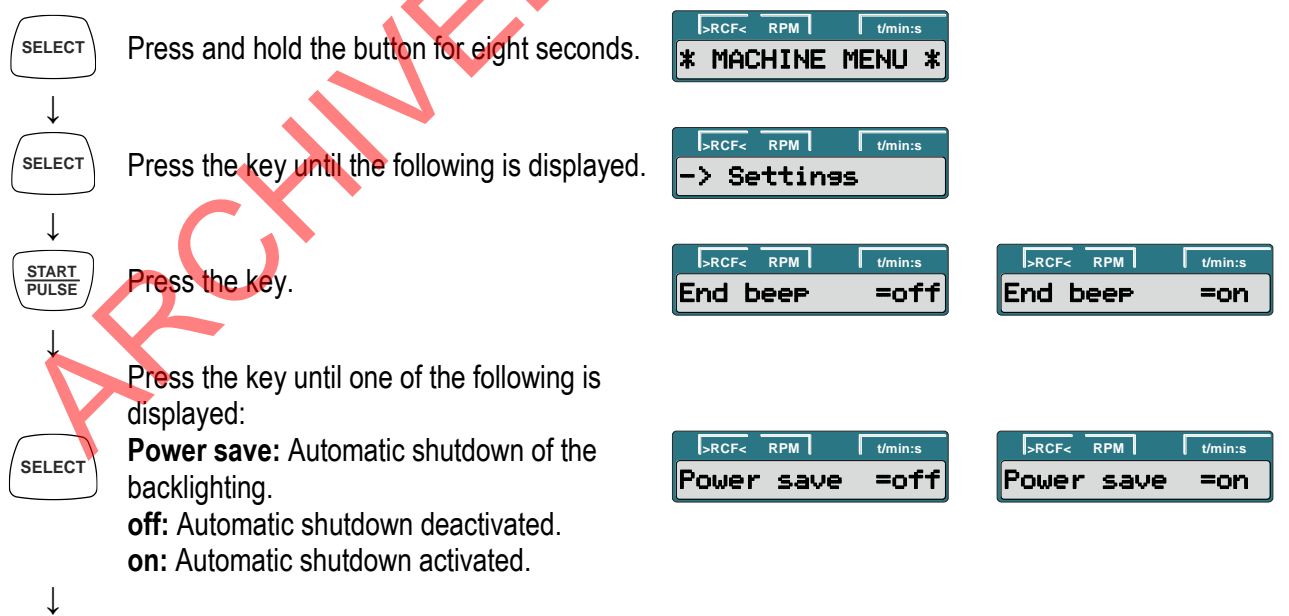 SELECT
Press and hold the button for eight seconds.
>RCF< RPM t/min:s
* MACHINE MENU *
↓
SELECT
Press the key until the following is displayed.
>RCF< RPM t/min:s
-> Settings
↓
START
PULSE
Press the key.
>RCF< RPM t/min:s
End beep =off
>RCF< RPM t/min:s
End beep =on
↓
SELECT
Press the key until one of the following is
displayed:
Power save: Automatic shutdown of the
backlighting.
off: Automatic shutdown deactivated.
on: Automatic shutdown activated.
>RCF< RPM t/min:s
Power save =off
>RCF< RPM t/min:s
Power save =on
↓
ARCHIVE